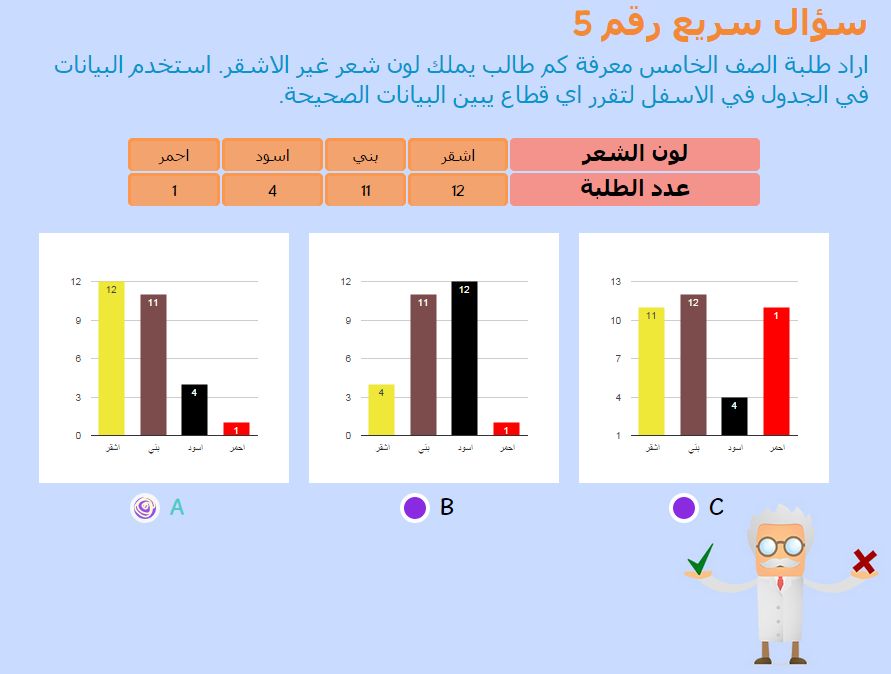 سؤال سريع رقم 5
اراد طلبة الصف الخامس معرفة كم طالب يملك لون شعر غير الاشقر. استخدم البيانات
في الجدول في الاسفل لتقرر اي قطاع يبين البيانات الصحيحة.
لون الشعر اشقر بني اسود احمر
عدد الطلبة 12 11 4 1
12
9
6
3
0
12
11
4
1
اشقر بني اسود احمر
A
12
9
6
3
0
4
11
12
1
اشقر بني اسود احمر
B
13
10
7
4
1
11
12
4
1
اشقر بني اسود احمر
C